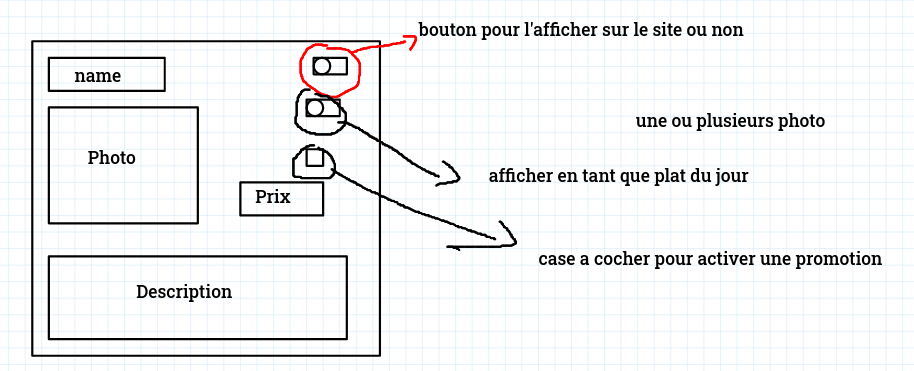 bouton pour l'afficher sur le site ou non
name
une ou plusieurs photo
Photo
afficher en tant que plat du jour
Prix
case a cocher pour activer une promotion
Description